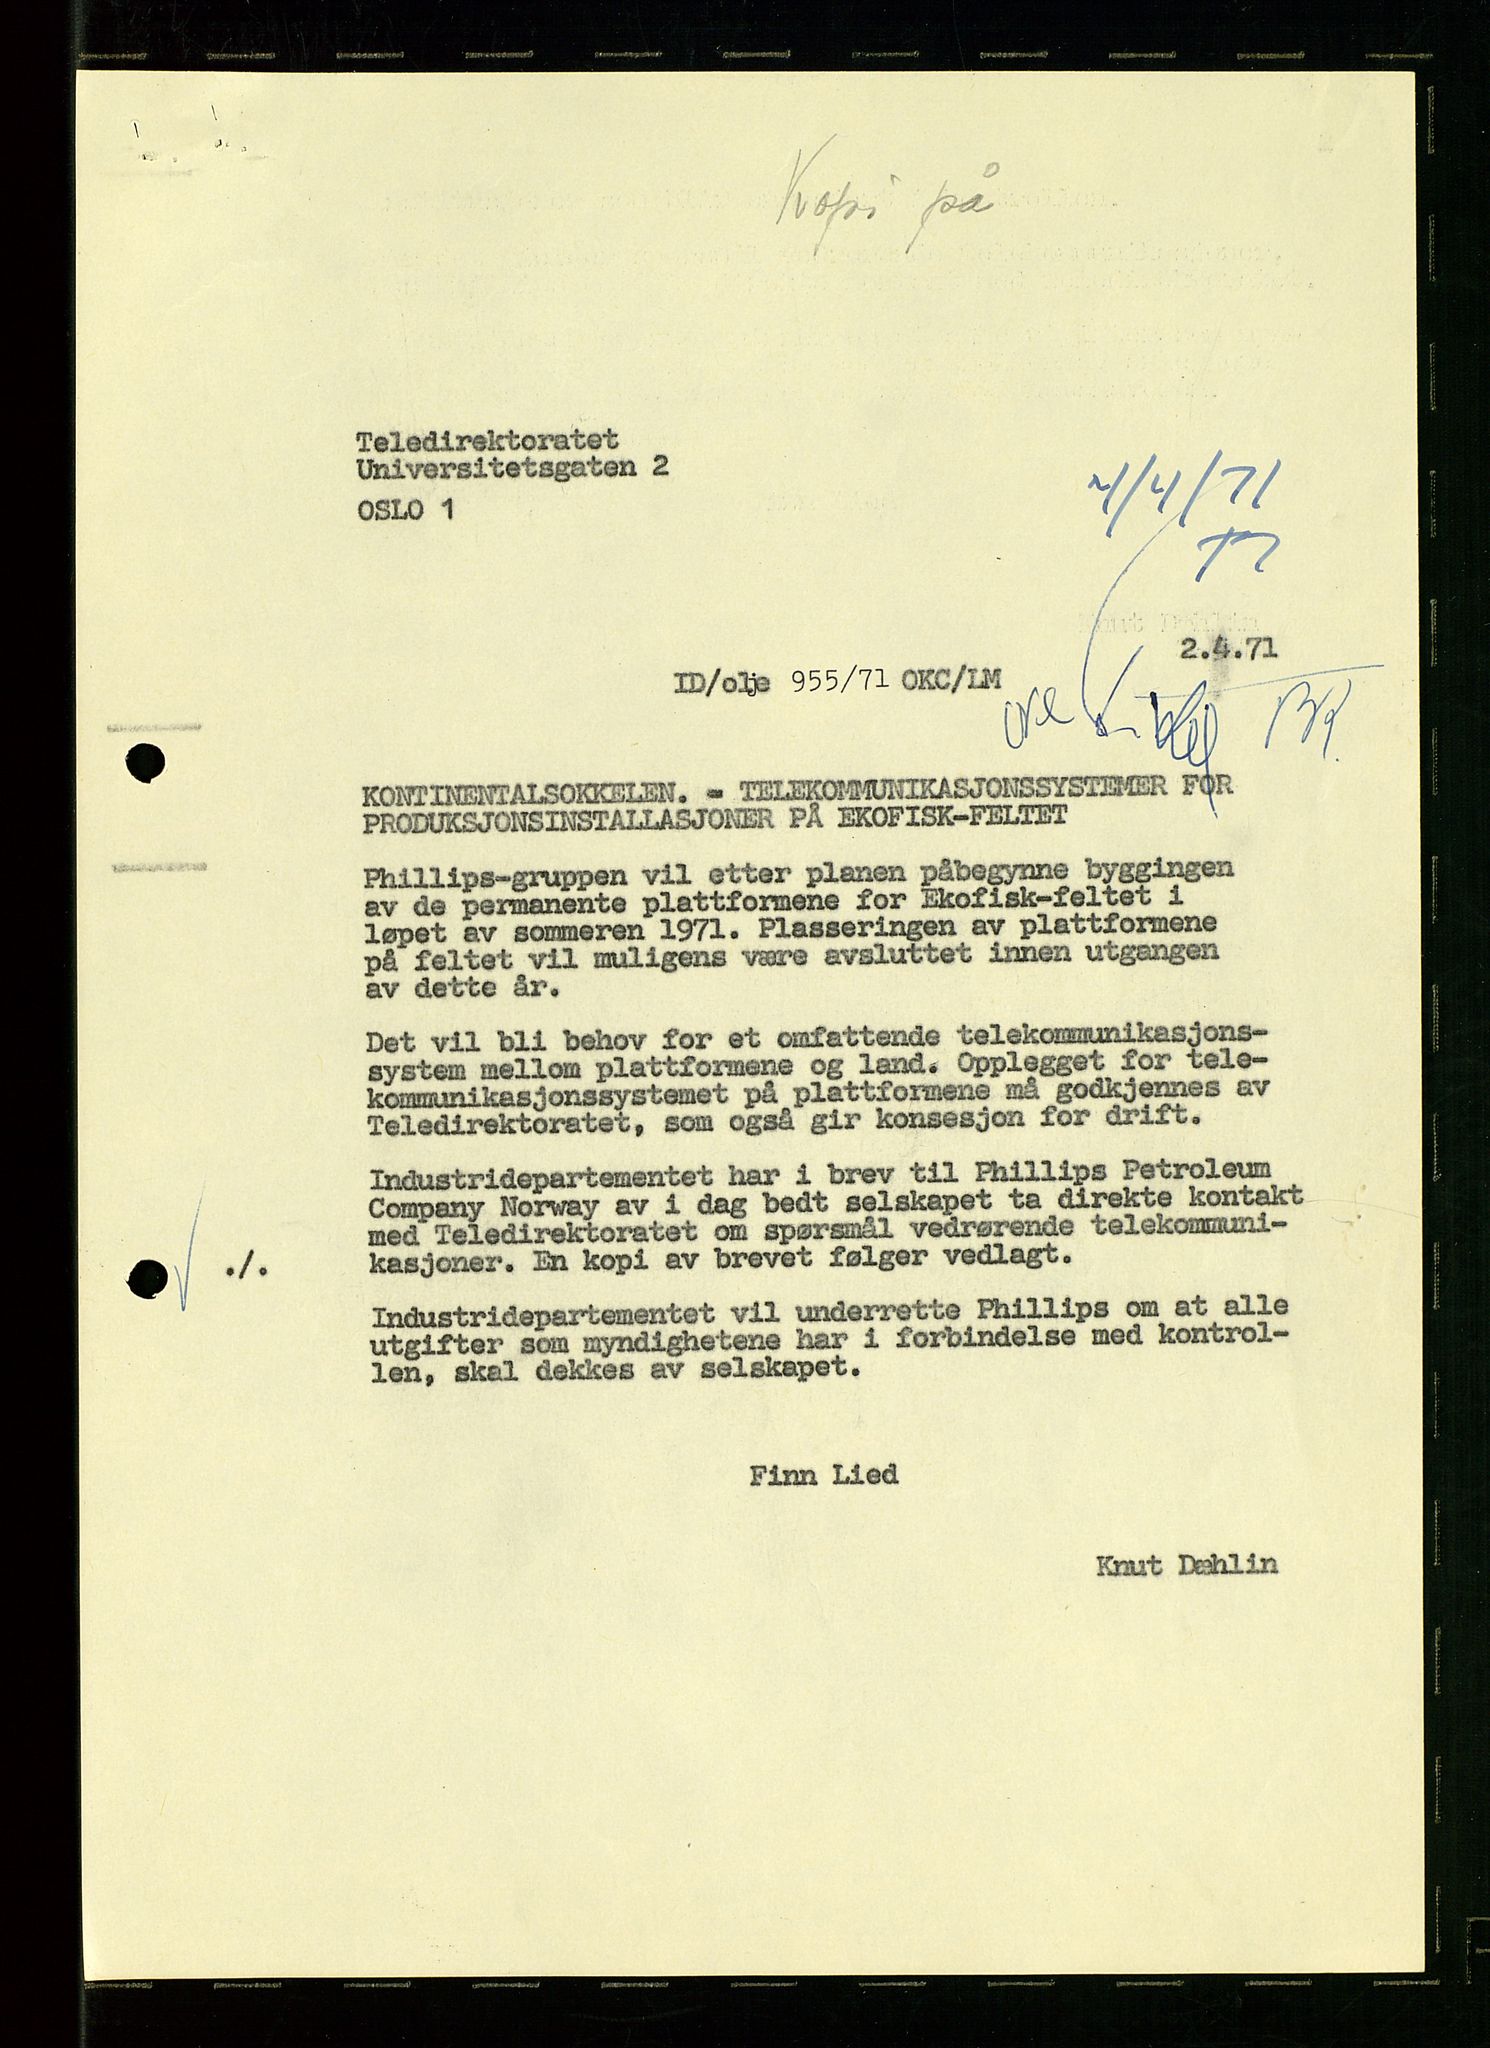 Kopi på
Teledirektoratet
Universitetsgaten 2
OSLO 1
2.4.71
ID/olje 955/71 OKC/LM
KONTINENTALSOKKELEN. - TELEKOMMUNIKASJONSSYSTEMER FOR
PRODUKSJONSINSTALLASJONER PÅ EKOFISK-FELTET
Phillips-gruppen vil etter planen påbegynne byggingen
av de permanente plattformene for Ekofisk-feltet i
løpet av sommeren 1971. Plasseringen av plattformene
på feltet vil muligens være avsluttet innen utgangen
av dette år.
Det vil bli behov for et omfattende telekommunikasjons-
system mellom plattformene og land. Opplegget for tele-
kommunikasjonssystemet på plattformene må godkjennes av
Teledirektoratet, som også gir konsesjon for drift.
Industridepartementet har i brev til Phillips Petroleum
Company Norway av i dag bedt selskapet ta direkte kontakt
med Teledirektoratet om spørsmål vedrørende telekommuni-
./. kasjoner. En kopi av brevet følger vedlagt.
Industridepartementet vil underrette Phillips om at alle
utgifter som myndighetene har i forbindelse med kontrol-
len, skal dekkes av selskapet.
Finn Lied
Knut Dæhlin